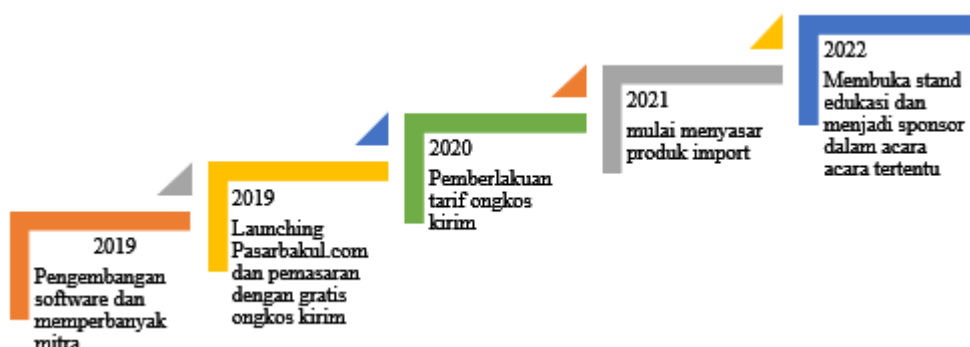 2019
Pengembangan
software dan
memperbanyak
mitra
2019
Launching
Pasarbakul.com
dan pemasaran
dengan gratis
ongkos kirim
2020
Pemberlakuan
tarif ongkos
kirim
2021
mulai menyasar
produk import
2022
Membuka stand
edukasi dan
menjadi sponsor
dalam acara
acara tertentu